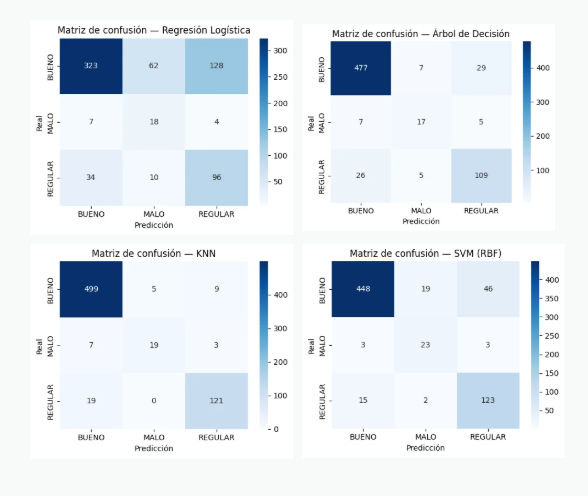 Matriz de confusión — Regresión Logística
BUENO
323
62
128
Real
MALO
7
18
4
REGULAR
34
10
96
BUENO
MALO
REGULAR
Predicción
300
250
200
150
100
50
Matriz de confusión — Árbol de Decisión
BUENO
477
7
29
Real
MALO
7
17
5
REGULAR
26
5
109
BUENO
MALO
REGULAR
Predicción
400
300
200
100
Matriz de confusión — KNN
BUENO
499
5
9
Real
MALO
7
19
3
REGULAR
19
0
121
BUENO
MALO
REGULAR
Predicción
400
300
200
100
0
Matriz de confusión — SVM (RBF)
BUENO
448
19
46
Real
MALO
3
23
3
REGULAR
15
2
123
BUENO
MALO
REGULAR
Predicción
400
350
300
250
200
150
100
50